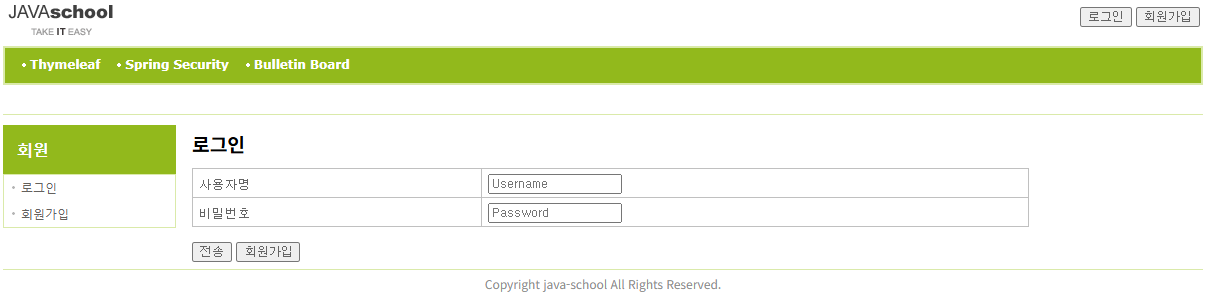 JAVAschool
TAKE IT EASY
로그인 회원가입
• Thymeleaf • Spring Security • Bulletin Board
회원
로그인
회원가입
로그인
사용자명 Username
비밀번호 Password
전송 회원가입
Copyright java-school All Rights Reserved.